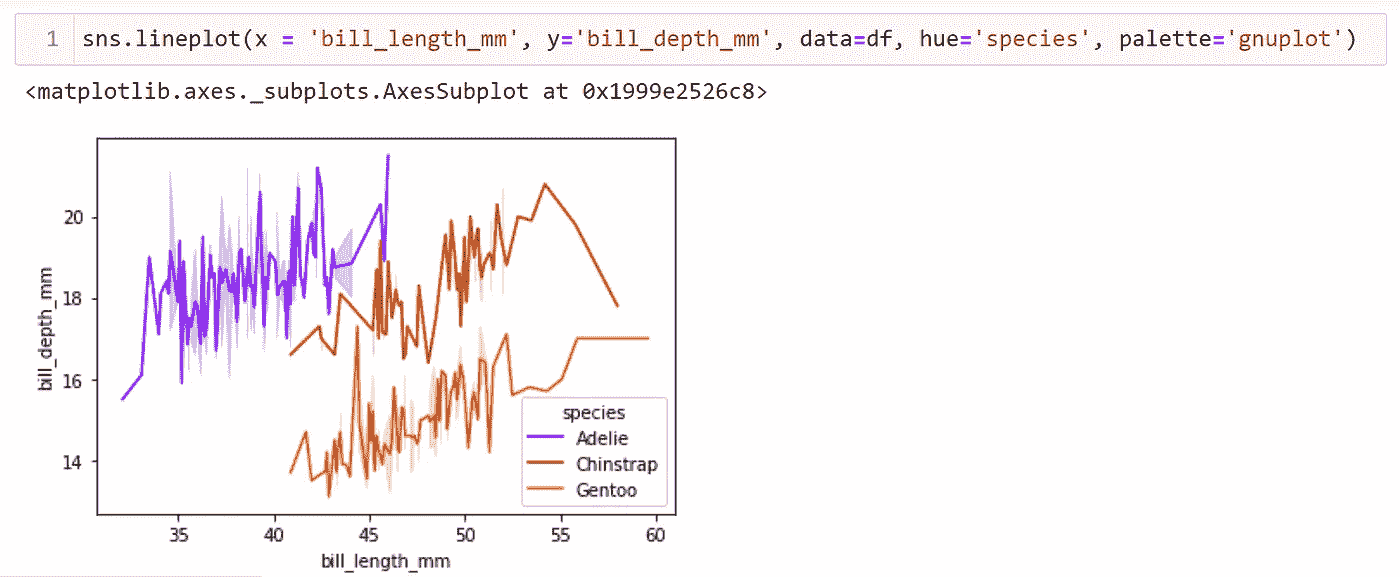 1 sns.lineplot(x = 'bill_length_mm', y='bill_depth_mm', data=df, hue='species', palette='gnuplot')
<matplotlib.axes._subplots.AxesSubplot at 0x1999e2526c8>
bill_depth_mm
20
18
16
14
species
Adelie
Chinstrap
Gentoo
35 40 45 50 55 60
bill_length_mm